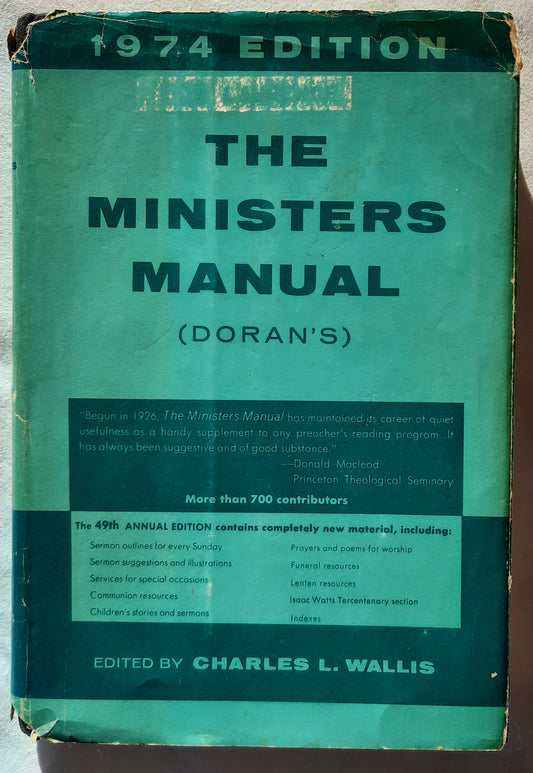 1974 EDITION
THE
MINISTERS
MANUAL
(DORAN'S)
"Begun in 1926, The Ministers Manual has maintained its career of quiet
usefulness as a handy supplement to any preacher's reading program. It
has always been suggestive and of good substance."
—Donald Macleod
Princeton Theological Seminary
More than 700 contributors
The 49th ANNUAL EDITION contains completely new material, including:
Sermon outlines for every Sunday
Sermon suggestions and illustrations
Services for special occasions
Communion resources
Children's stories and sermons
Prayers and poems for worship
Funeral resources
Lenten resources
Isaac Watts Tercentenary section
Indexes
EDITED BY CHARLES L. WALLIS